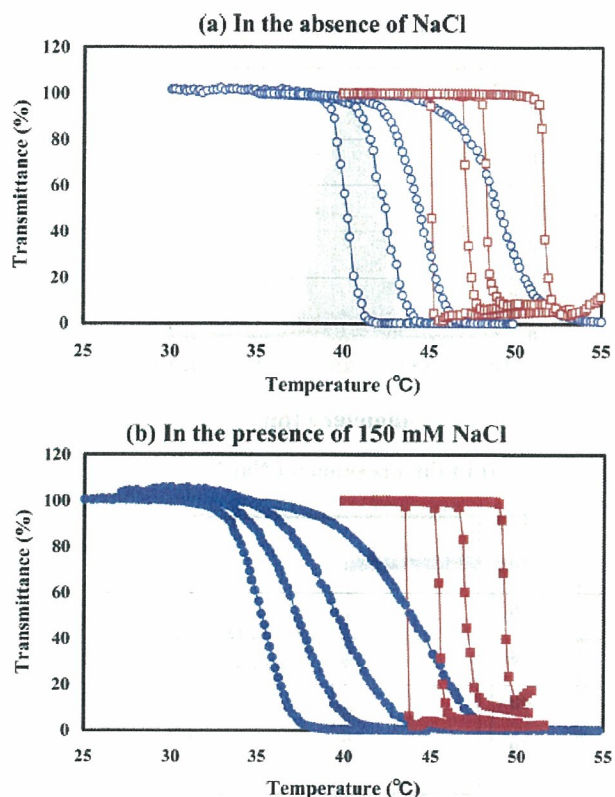 (a) In the absence of NaCl
120
100
80
60
40
20
0
Transmittance (%)
25 30 35 40 45 50 55
Temperature (℃)
(b) In the presence of 150 mM NaCl
120
100
80
60
40
20
0
Transmittance (%)
25 30 35 40 45 50 55
Temperature (℃)